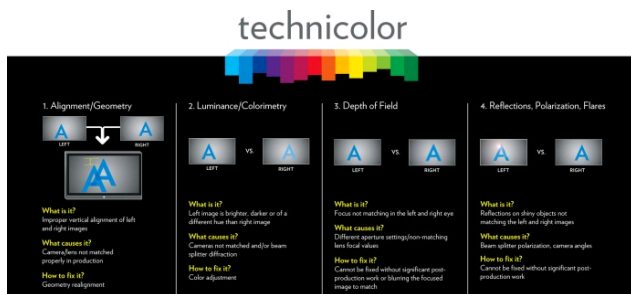 technicolor
1. Alignment/Geometry
A
A
LEFT
RIGHT
AA
What is it?
Improper vertical alignment of left
and right images
What causes it?
Camera/lens not matched
properly in production
How to fix it?
Geometry realignment
2. Luminance/Colorimetry
A
VS.
A
LEFT
RIGHT
What is it?
Left image is brighter, darker or of a
different hue than right image
What causes it?
Cameras not matched and/or beam
splitter diffraction
How to fix it?
Color adjustment
3. Depth of Field
A
VS.
A
LEFT
RIGHT
What is it?
Focus not matching in the left and right eye
What causes it?
Different aperture settings/non-matching
lens focal values
How to fix it?
Cannot be fixed without significant post-
production work or blurring the focused
image to match
4. Reflections, Polarization, Flares
A
VS.
A
LEFT
RIGHT
What is it?
Reflections on shiny objects not
matching the left and right images
What causes it?
Beam splitter polarization, camera angles
How to fix it?
Cannot be fixed without significant post-
production work